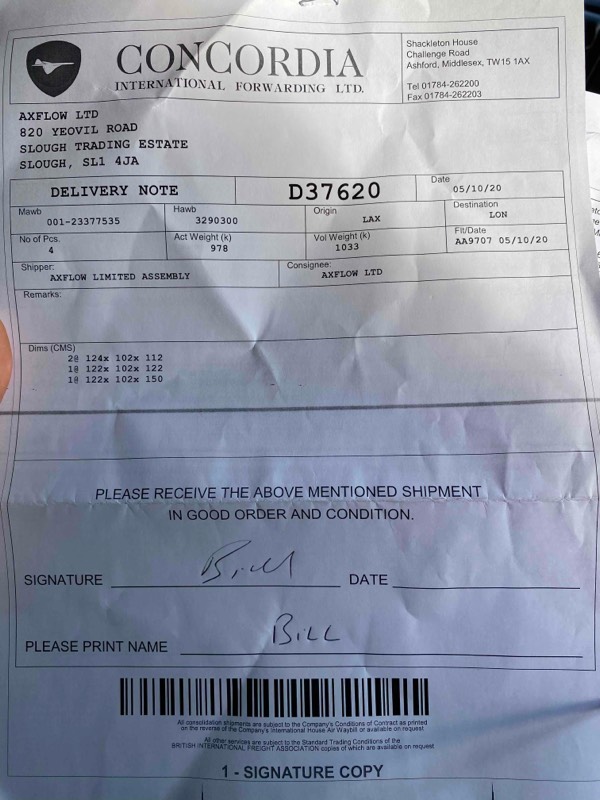 CONCORDIA
INTERNATIONAL FORWARDING LTD.
Shackleton House
Challenge Road
Ashford, Middlesex, TW15 1AX
Tel 01784-262200
Fax 01784-262203
AXFLOW LTD
820 YEOVIL ROAD
SLOUGH TRADING ESTATE
SLOUGH, SL1 4JA
DELIVERY NOTE
D37620
Date
05/10/20
Mawb
001-23377535
Hawb
3290300
Origin
LAX
Destination
LON
No of Pcs.
4
Act Weight (k)
978
Vol Weight (k)
1033
Flt/Date
AA9707 05/10/20
Shipper:
AXFLOW LIMITED ASSEMBLY
Consignee:
AXFLOW LTD
Remarks:
Dims (CMS)
2@ 124x 102x 112
1@ 122x 102x 122
1@ 122x 102x 150
PLEASE RECEIVE THE ABOVE MENTIONED SHIPMENT
IN GOOD ORDER AND CONDITION.
SIGNATURE Bill DATE
PLEASE PRINT NAME BILL
All consolidation shipments are subject to the Company's Conditions of Contract as printed
on the reverse of the Company's International House Air Waybill or available on request
All other services are subject to the Standard Trading Conditions of the
BRITISH INTERNATIONAL FREIGHT ASSOCIATION copies of which are available on request
1 - SIGNATURE COPY